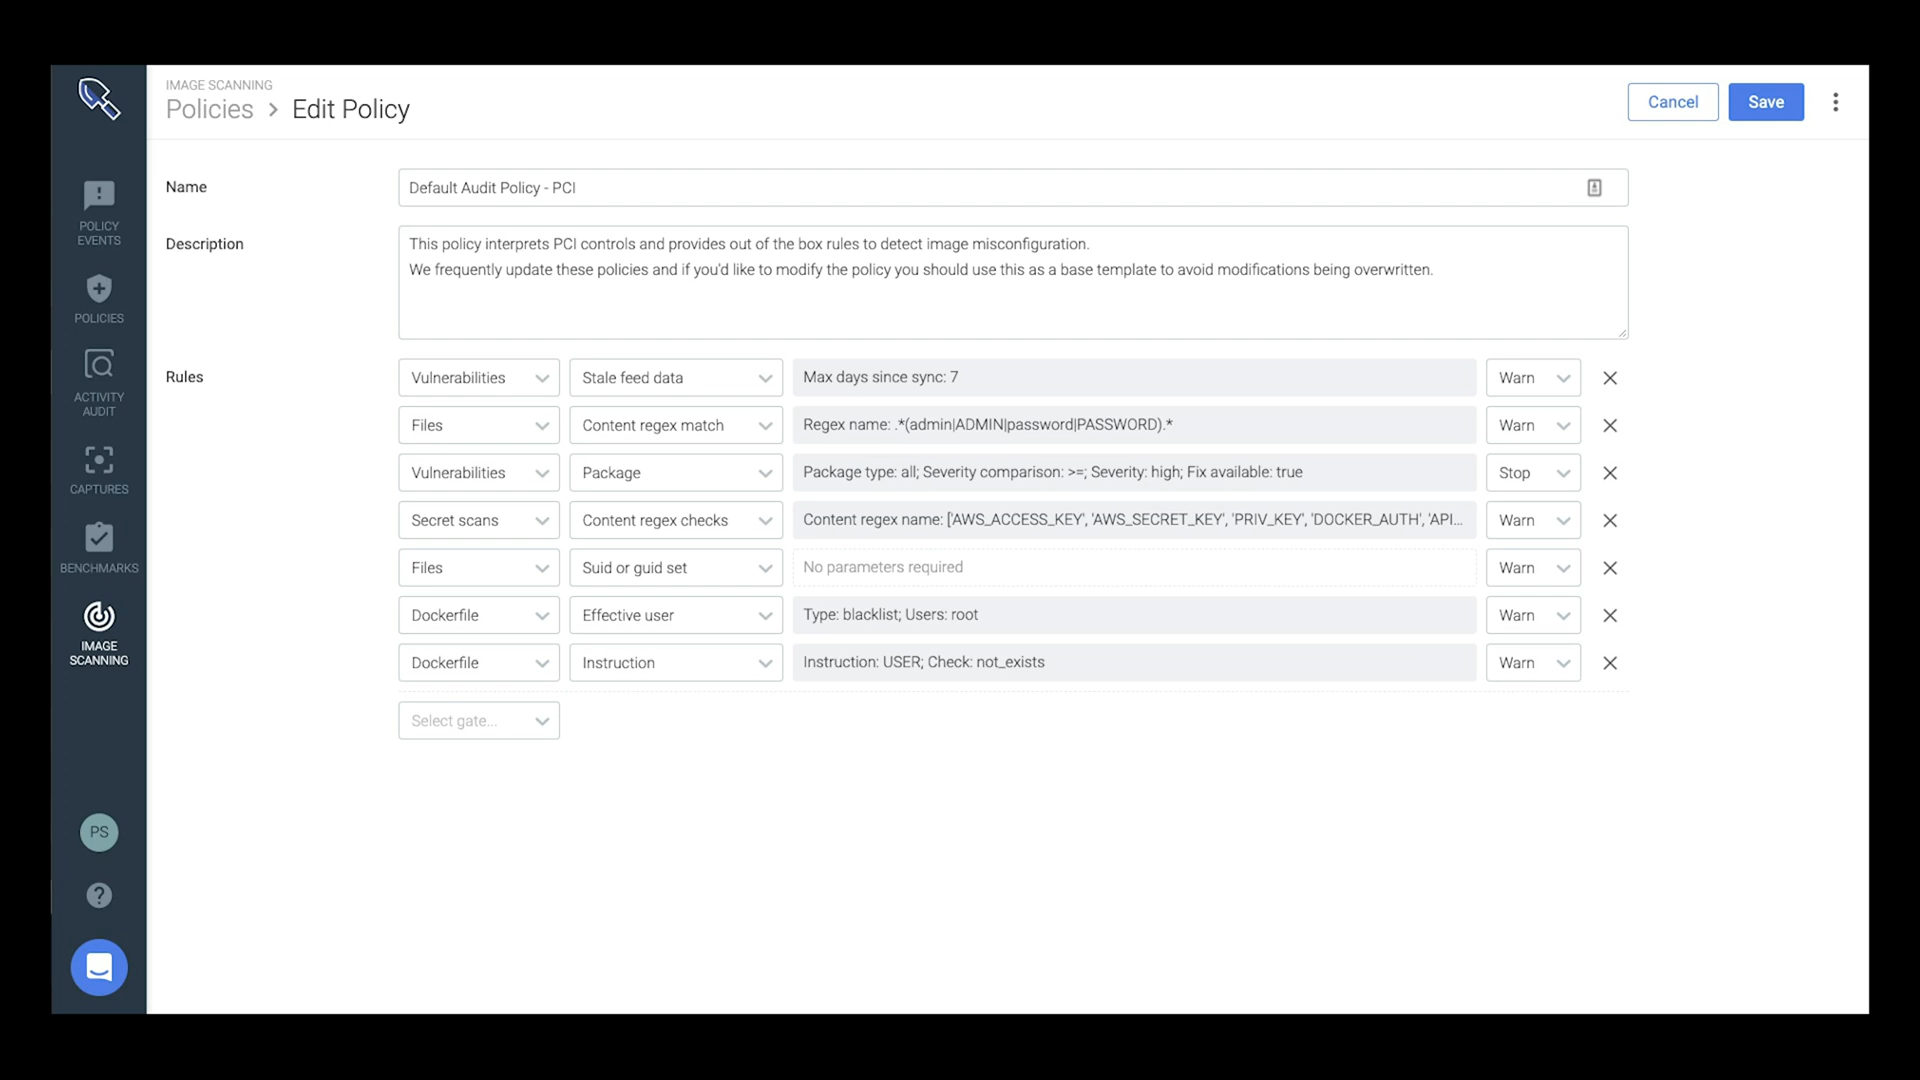 IMAGE SCANNING
Policies > Edit Policy
Cancel
Save
POLICY
EVENTS
POLICIES
ACTIVITY
AUDIT
CAPTURES
BENCHMARKS
IMAGE
SCANNING
PS
?
Name
Default Audit Policy - PCI
Description
This policy interprets PCI controls and provides out of the box rules to detect image misconfiguration.
We frequently update these policies and if you'd like to modify the policy you should use this as a base template to avoid modifications being overwritten.
Rules
Vulnerabilities Stale feed data Max days since sync: 7 Warn
Files Content regex match Regex name: .*(admin|ADMIN|password|PASSWORD).* Warn
Vulnerabilities Package Package type: all; Severity comparison: >=; Severity: high; Fix available: true Stop
Secret scans Content regex checks Content regex name: ['AWS_ACCESS_KEY', 'AWS_SECRET_KEY', 'PRIV_KEY', 'DOCKER_AUTH', 'API... Warn
Files Suid or guid set No parameters required Warn
Dockerfile Effective user Type: blacklist; Users: root Warn
Dockerfile Instruction Instruction: USER; Check: not_exists Warn
Select gate...